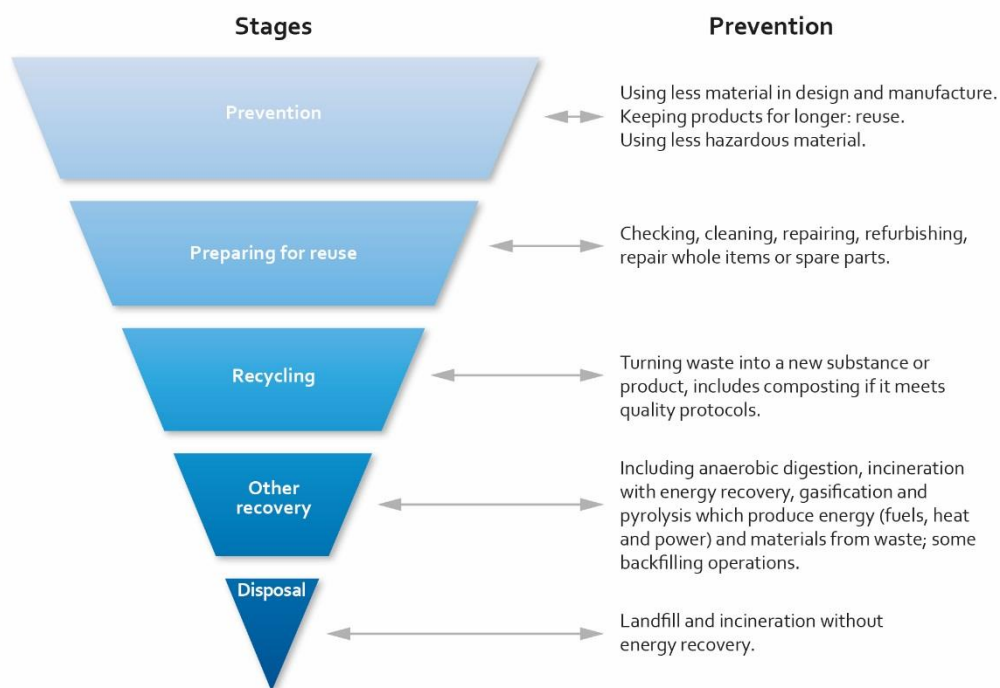 Stages
Prevention
Prevention
Using less material in design and manufacture.
Keeping products for longer: reuse.
Using less hazardous material.
Preparing for reuse
Checking, cleaning, repairing, refurbishing,
repair whole items or spare parts.
Recycling
Turning waste into a new substance or
product, includes composting if it meets
quality protocols.
Other
recovery
Including anaerobic digestion, incineration
with energy recovery, gasification and
pyrolysis which produce energy (fuels, heat
and power) and materials from waste; some
backfilling operations.
Disposal
Landfill and incineration without
energy recovery.